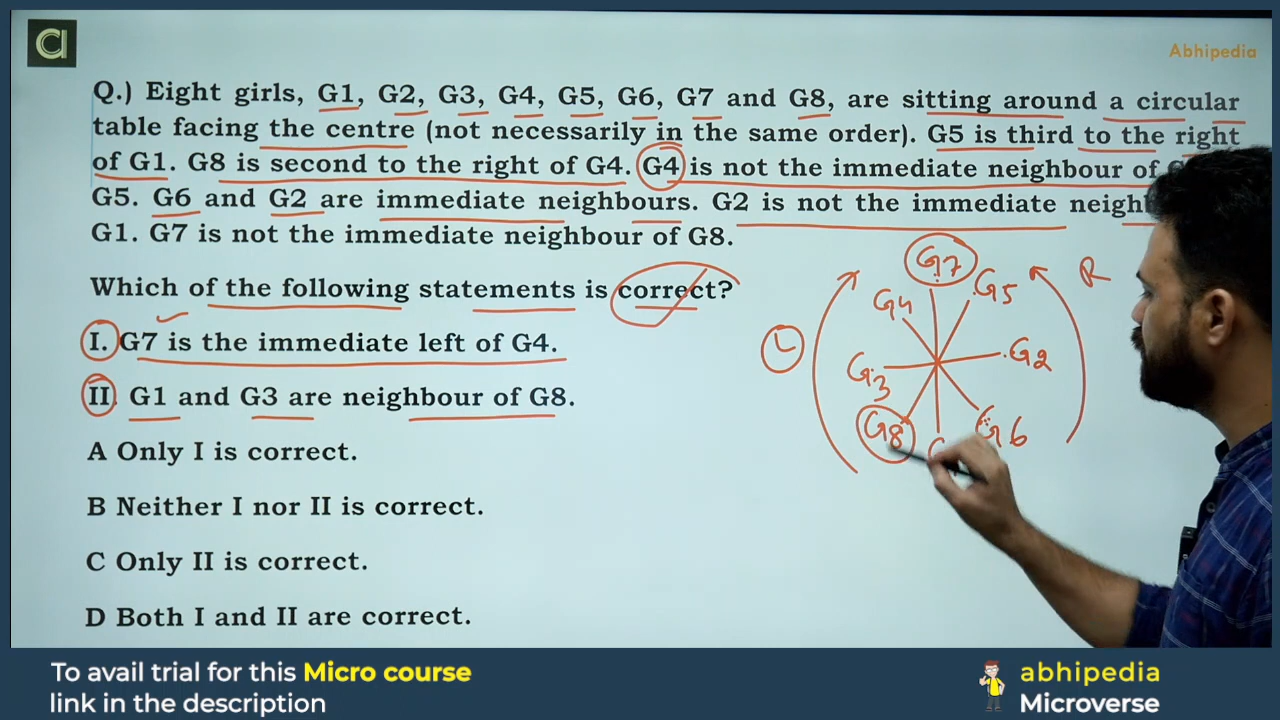 Abhipedia
Q.) Eight girls, G1, G2, G3, G4, G5, G6, G7 and G8, are sitting around a circular
table facing the centre (not necessarily in the same order). G5 is third to the right
of G1. G8 is second to the right of G4. G4 is not the immediate neighbour of
G5. G6 and G2 are immediate neighbours. G2 is not the immediate
G1. G7 is not the immediate neighbour of G8.
Which of the following statements is correct?
I. G7 is the immediate left of G4.
II. G1 and G3 are neighbour of G8.
A Only I is correct.
B Neither I nor II is correct.
C Only II is correct.
D Both I and II are correct.
G7
G4
G5
R
L
G2
G3
G8
G6
To avail trial for this Micro course
link in the description
abhipedia
Microverse